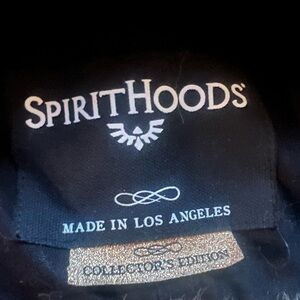 SPIRITHOODS
MADE IN LOS ANGELES
COLLECTOR'S EDITION